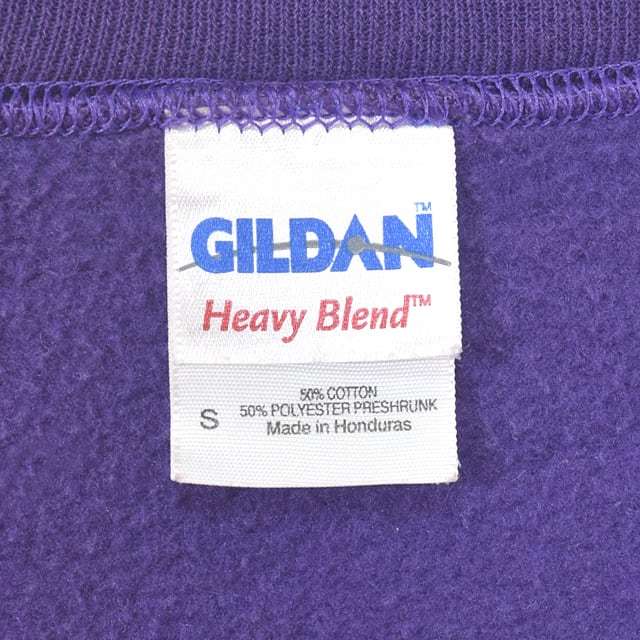 GILDAN™
Heavy Blend™
50% COTTON
S 50% POLYESTER PRESHRUNK
Made in Honduras